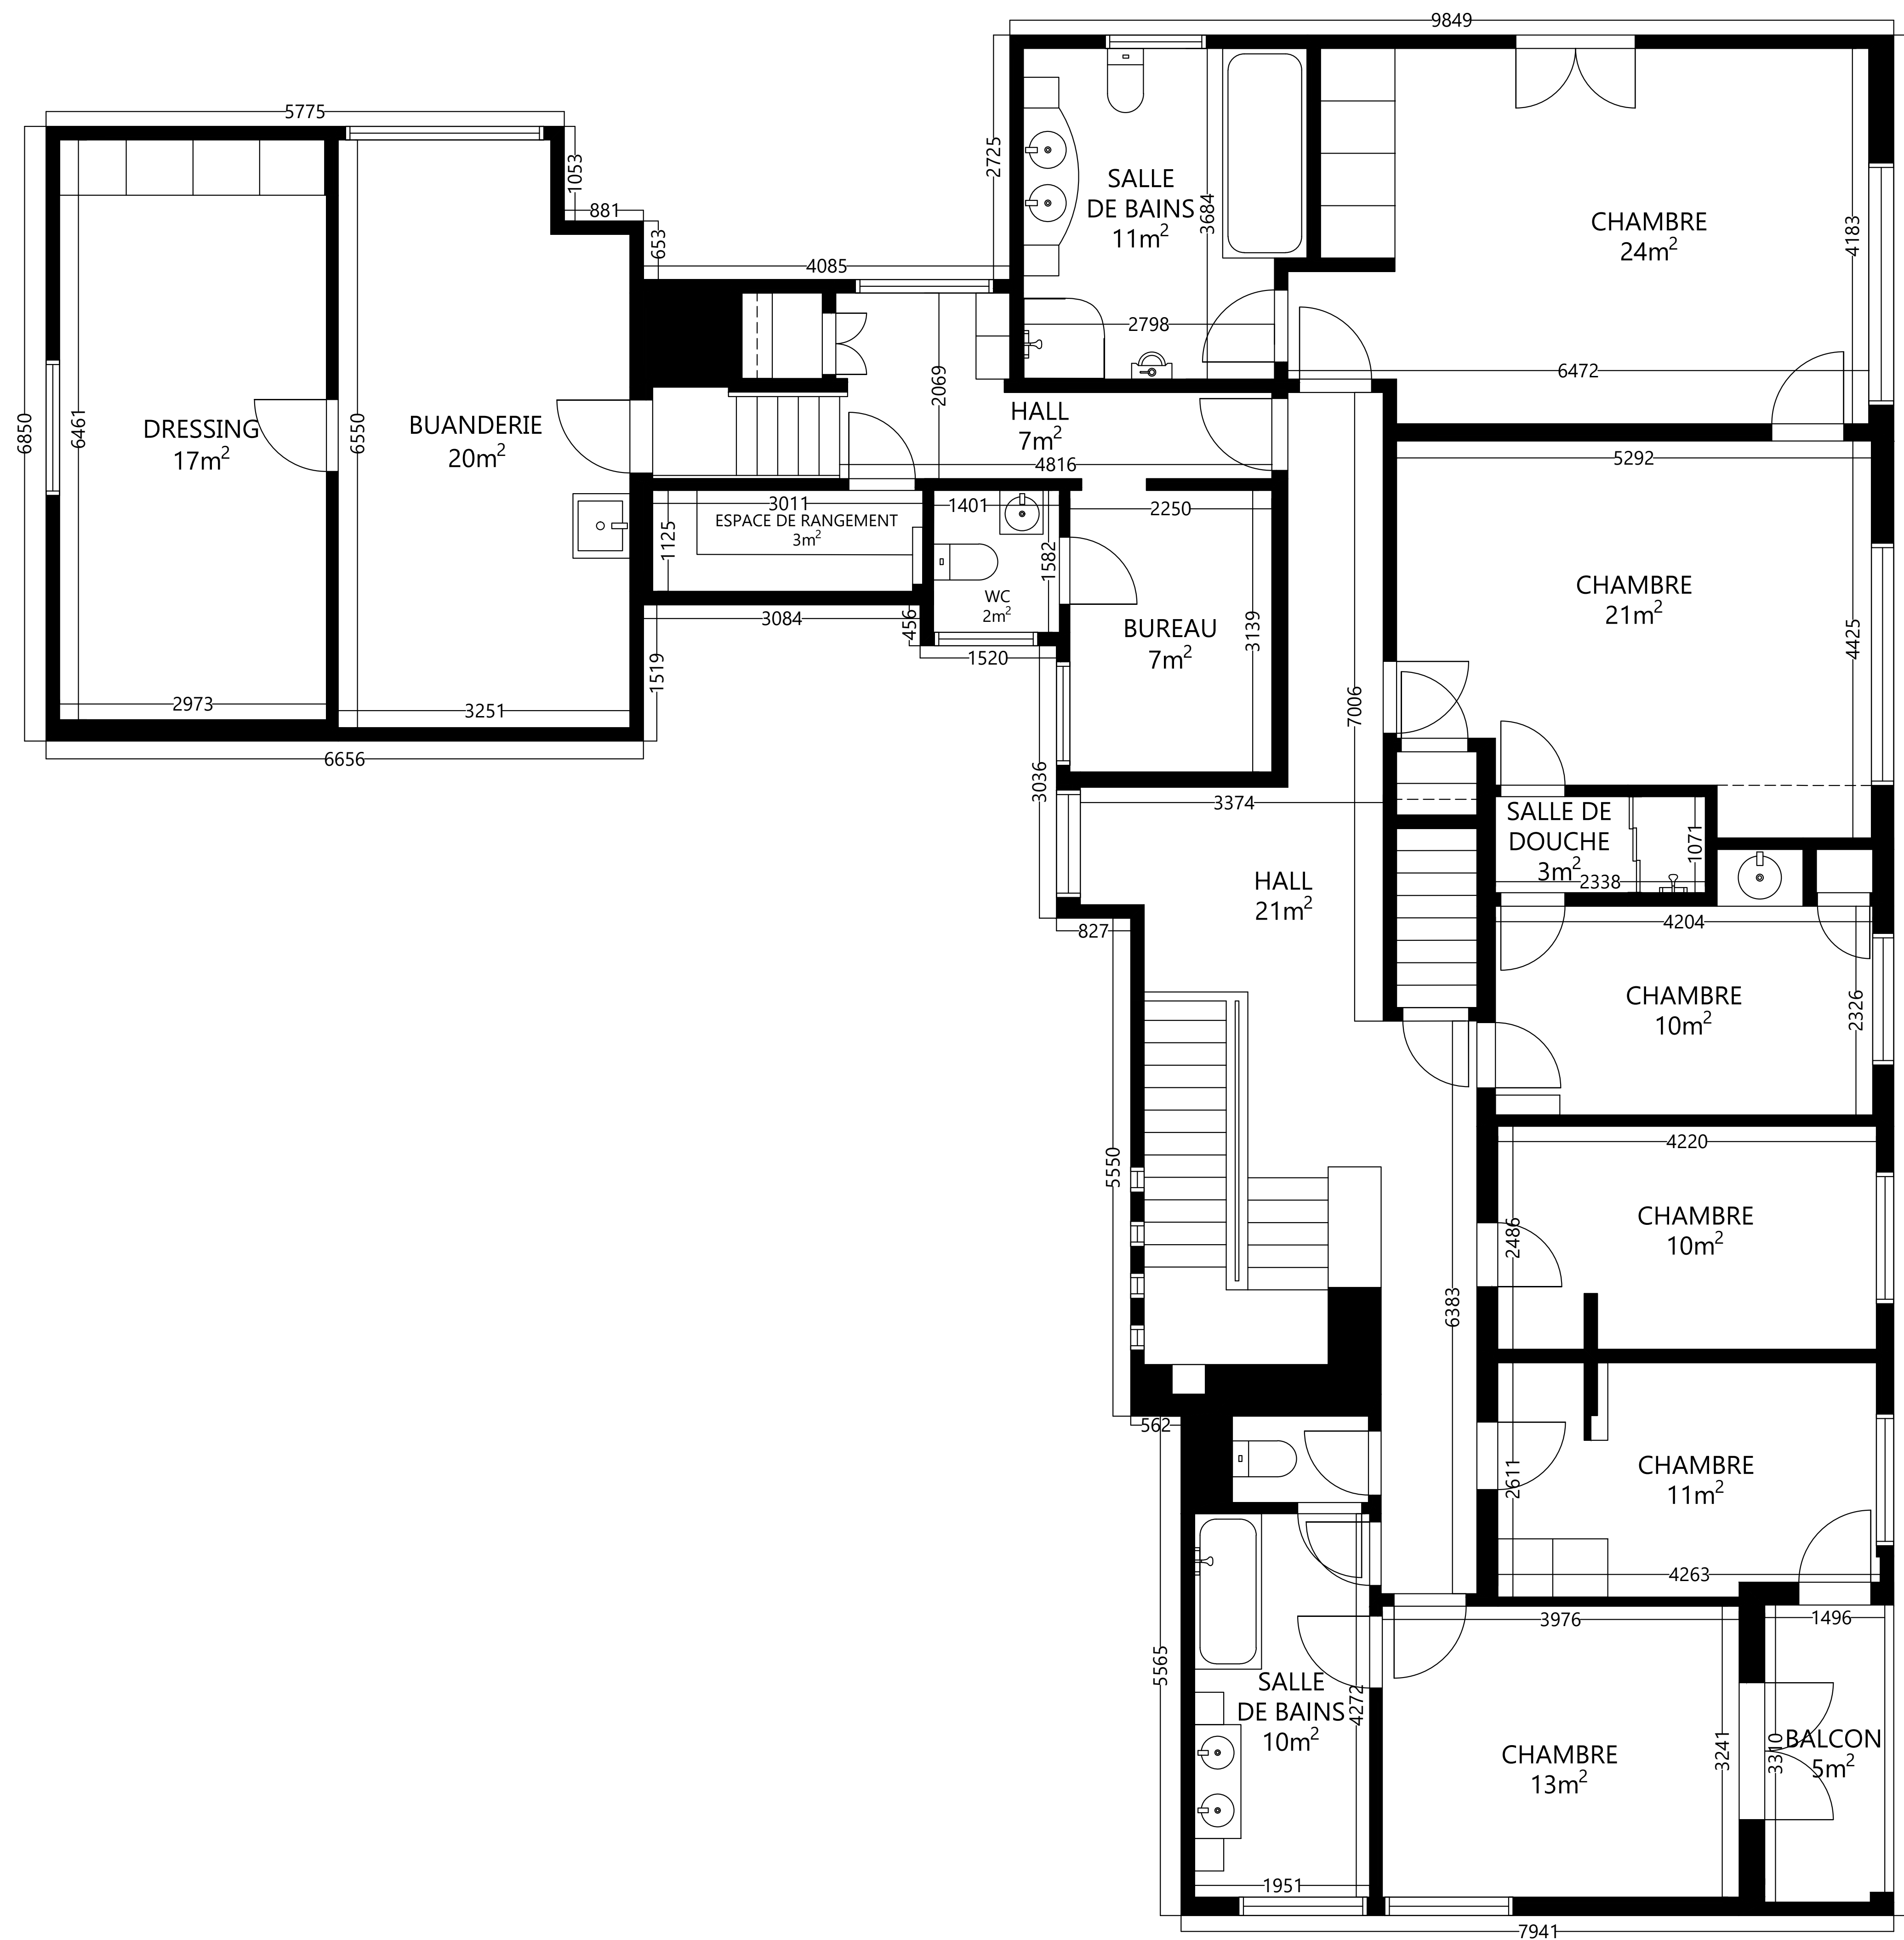 9849
5775
2725
1053
881
653
4085
SALLE
DE BAINS
11m²
3684
2798
CHAMBRE
24m²
4183
6472
6850
6461
DRESSING
17m²
2973
6550
BUANDERIE
20m²
3251
6656
2069
HALL
7m²
4816
3011
ESPACE DE RANGEMENT
3m²
1125
1401
1582
WC
2m²
2250
BUREAU
7m²
3139
3084
456
1519
1520
3036
5292
CHAMBRE
21m²
4425
7006
3374
HALL
21m²
827
SALLE DE
DOUCHE
3m²
1071
2338
4204
CHAMBRE
10m²
2326
5550
4220
CHAMBRE
10m²
2486
6383
562
CHAMBRE
11m²
2611
4263
5565
SALLE
DE BAINS
10m²
4272
1951
3976
CHAMBRE
13m²
3241
1496
3310
BALCON
5m²
7941